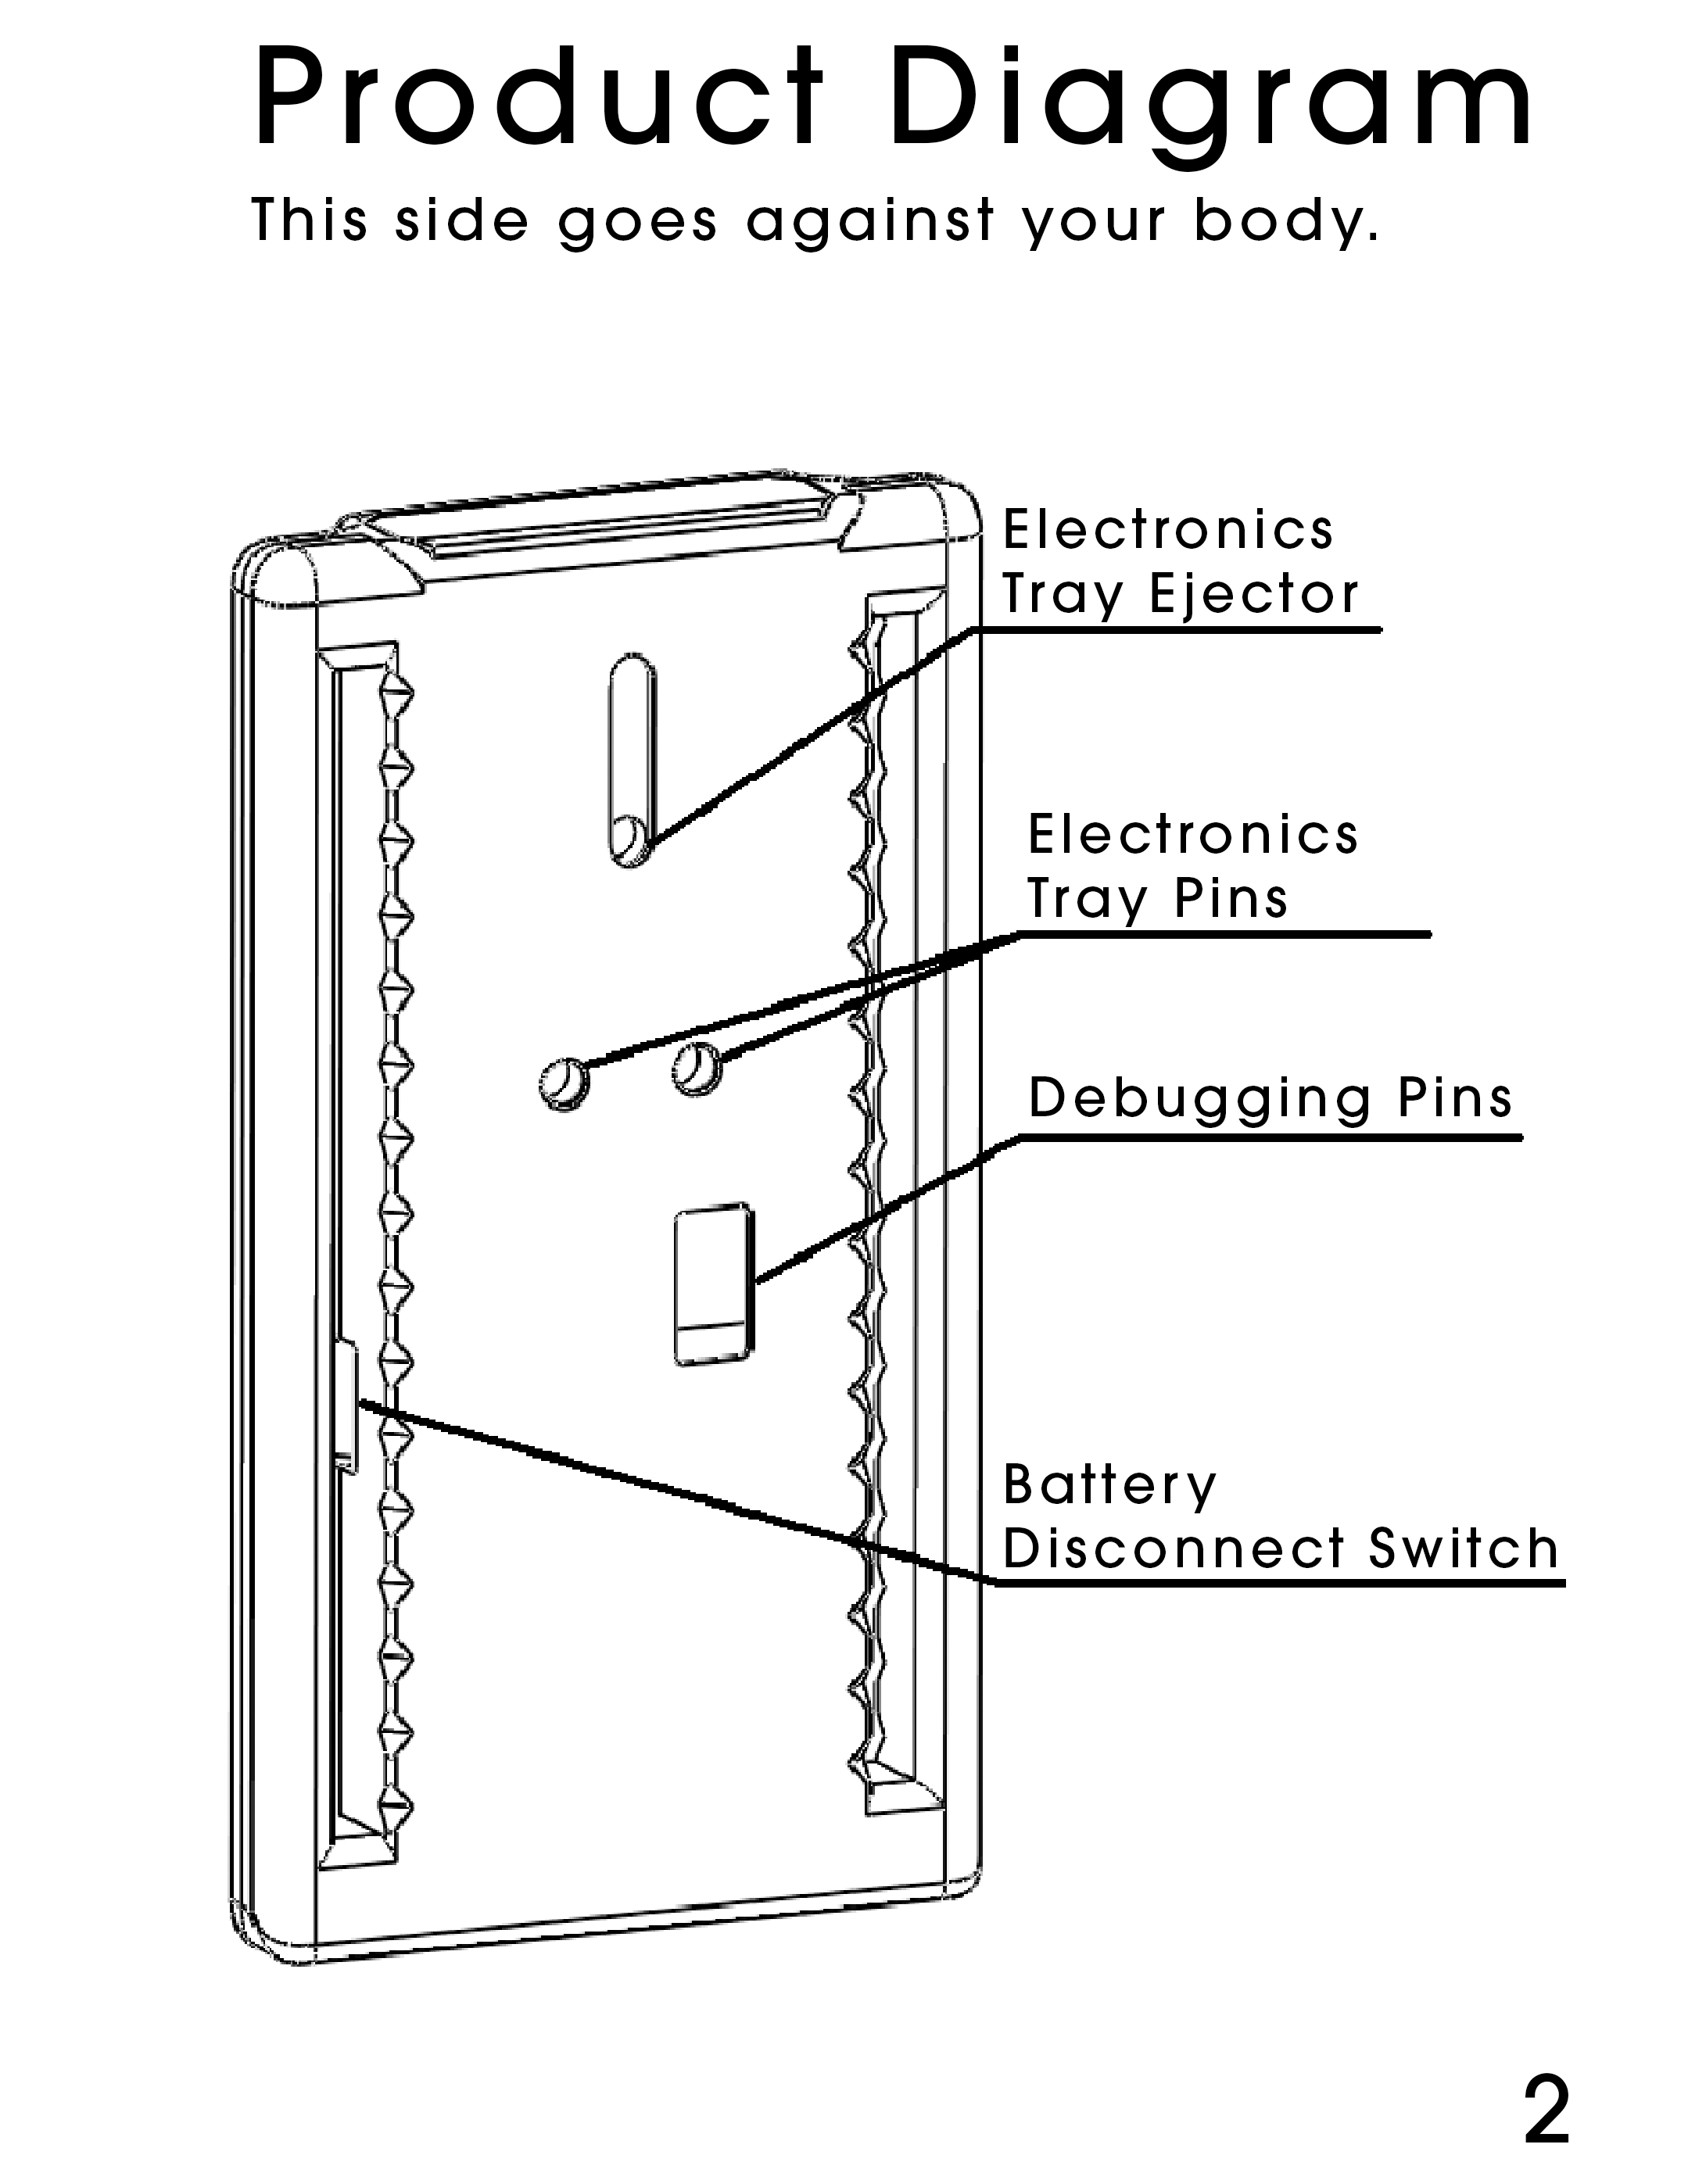 Product Diagram
This side goes against your body.
Electronics
Tray Ejector
Electronics
Tray Pins
Debugging Pins
Battery
Disconnect Switch
2